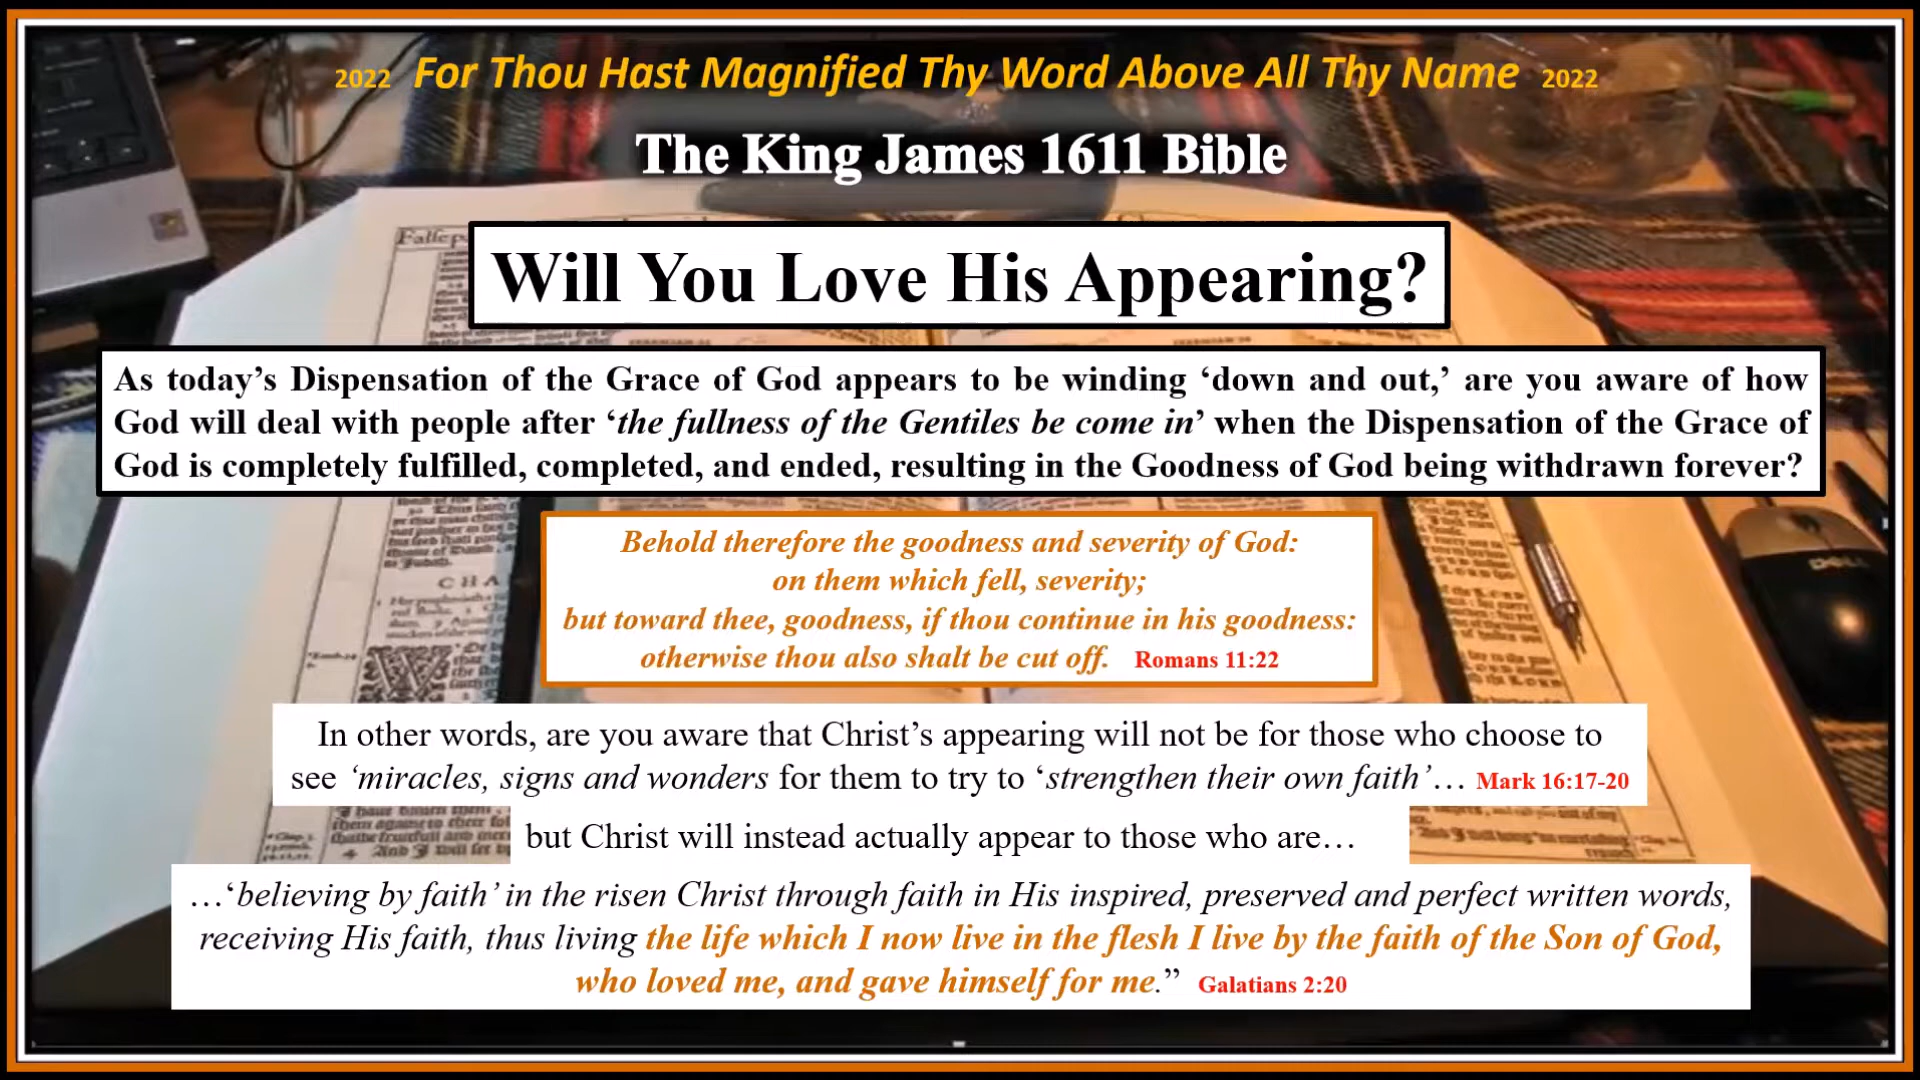 2022 For Thou Hast Magnified Thy Word Above All Thy Name 2022
The King James 1611 Bible
Will You Love His Appearing?
As today’s Dispensation of the Grace of God appears to be winding ‘down and out,’ are you aware of how
God will deal with people after ‘the fullness of the Gentiles be come in’ when the Dispensation of the Grace of
God is completely fulfilled, completed, and ended, resulting in the Goodness of God being withdrawn forever?
Behold therefore the goodness and severity of God:
on them which fell, severity;
but toward thee, goodness, if thou continue in his goodness:
otherwise thou also shalt be cut off. Romans 11:22
In other words, are you aware that Christ’s appearing will not be for those who choose to
see ‘miracles, signs and wonders for them to try to ‘strengthen their own faith’… Mark 16:17-20
but Christ will instead actually appear to those who are…
…‘believing by faith’ in the risen Christ through faith in His inspired, preserved and perfect written words,
receiving His faith, thus living the life which I now live in the flesh I live by the faith of the Son of God,
who loved me, and gave himself for me.” Galatians 2:20
CHA
DELL